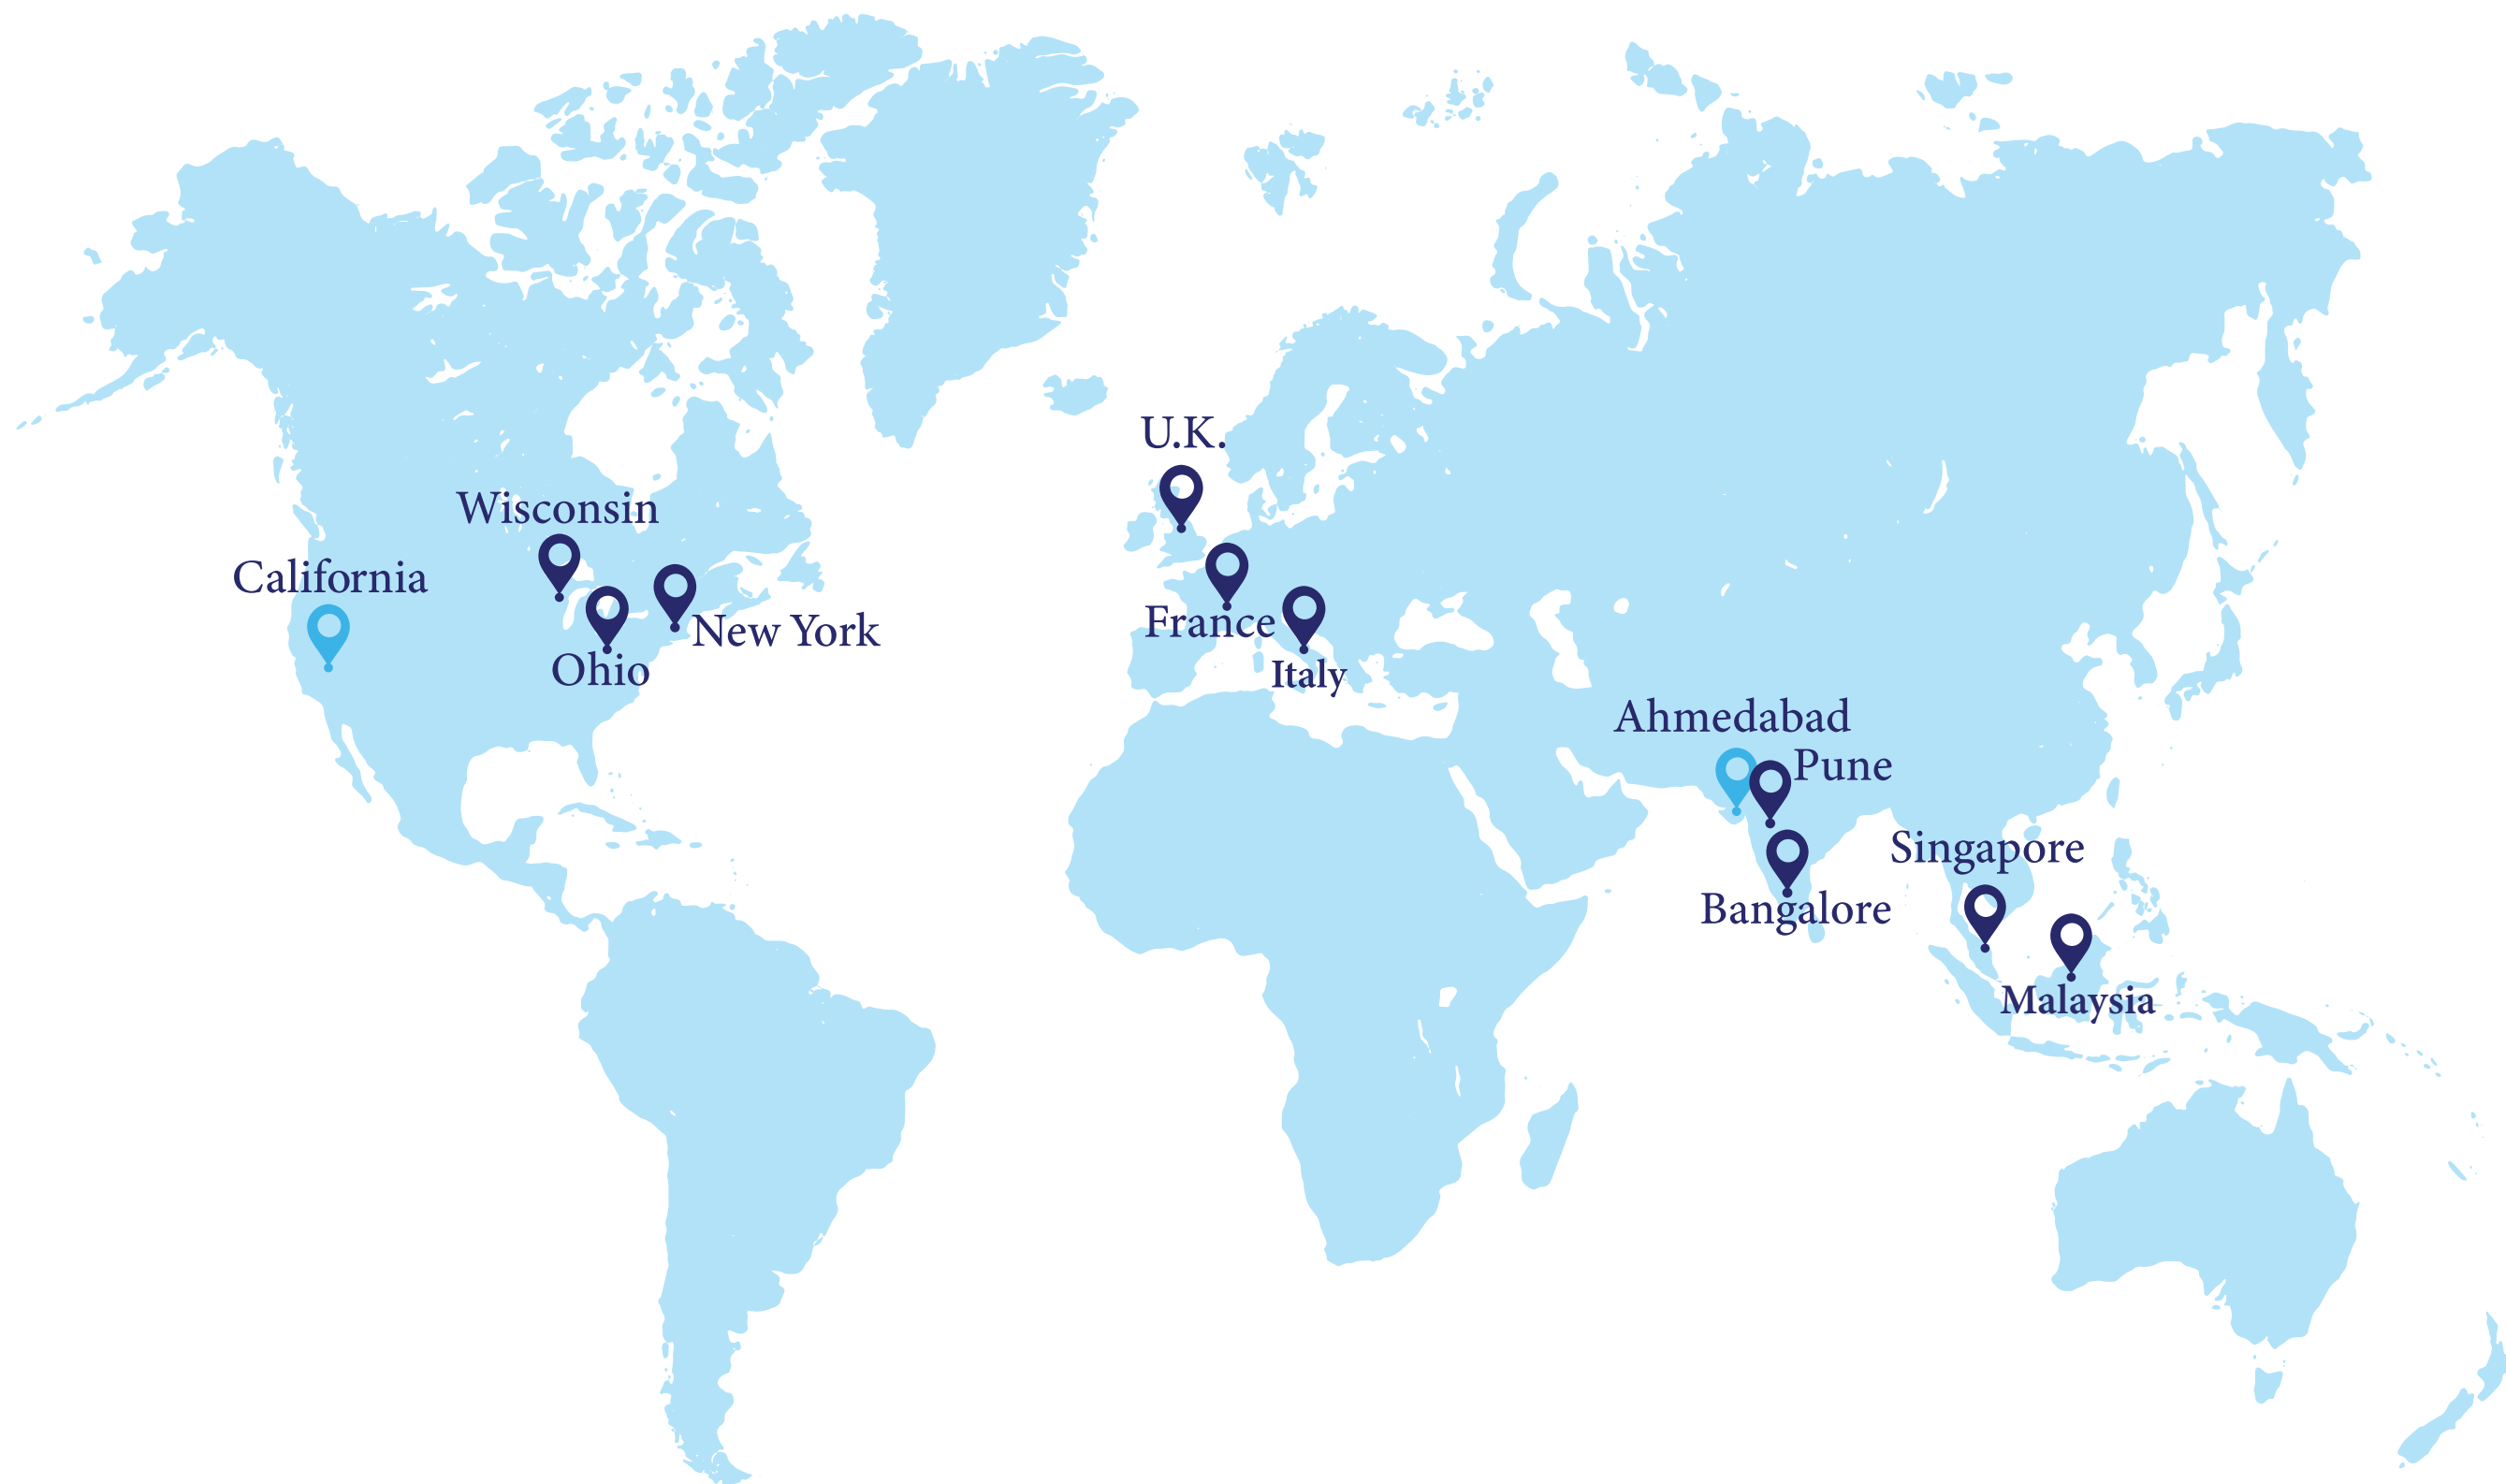 U.K.
Wisconsin
California
New York
France
Ohio
Italy
Ahmedabad
Pune
Singapore
Bangalore
Malaysia